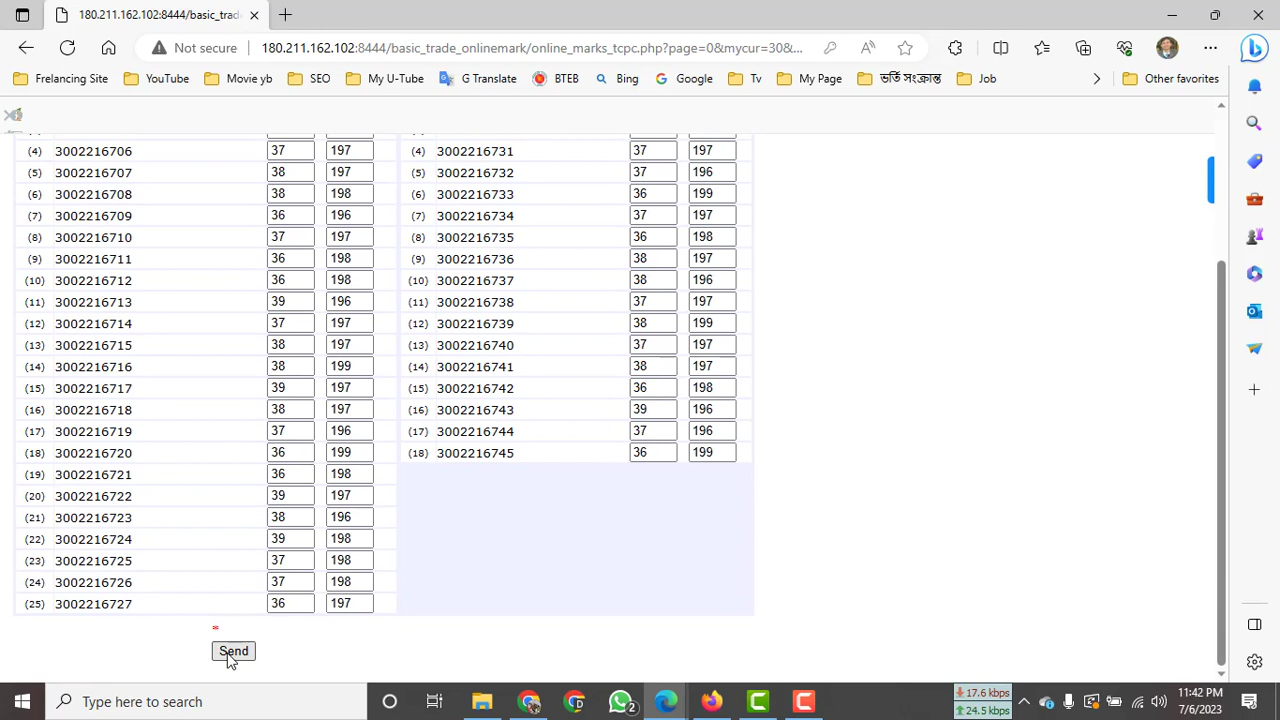 180.211.162.102:8444/basic_trad
Not secure 180.211.162.102:8444/basic_trade_onlinemark/online_marks_tcpc.php?page=0&mycur=30&...
Frelancing Site YouTube Movie yb SEO My U-Tube G Translate BTEB Bing Google Tv My Page ভর্তি সংক্রান্ত Job Other favorites
(4) 3002216706 37 197 (4) 3002216731 37 197
(5) 3002216707 38 197 (5) 3002216732 37 196
(6) 3002216708 38 198 (6) 3002216733 36 199
(7) 3002216709 36 196 (7) 3002216734 37 197
(8) 3002216710 37 197 (8) 3002216735 36 198
(9) 3002216711 36 198 (9) 3002216736 38 197
(10) 3002216712 36 198 (10) 3002216737 38 196
(11) 3002216713 39 196 (11) 3002216738 37 197
(12) 3002216714 37 197 (12) 3002216739 38 199
(13) 3002216715 38 197 (13) 3002216740 37 197
(14) 3002216716 38 199 (14) 3002216741 38 197
(15) 3002216717 39 197 (15) 3002216742 36 198
(16) 3002216718 38 197 (16) 3002216743 39 196
(17) 3002216719 37 196 (17) 3002216744 37 196
(18) 3002216720 36 199 (18) 3002216745 36 199
(19) 3002216721 36 198
(20) 3002216722 39 197
(21) 3002216723 38 196
(22) 3002216724 39 198
(23) 3002216725 37 198
(24) 3002216726 37 198
(25) 3002216727 36 197
*
Send
Type here to search 2 17.6 kbps 24.5 kbps 11:42 PM 7/6/2023